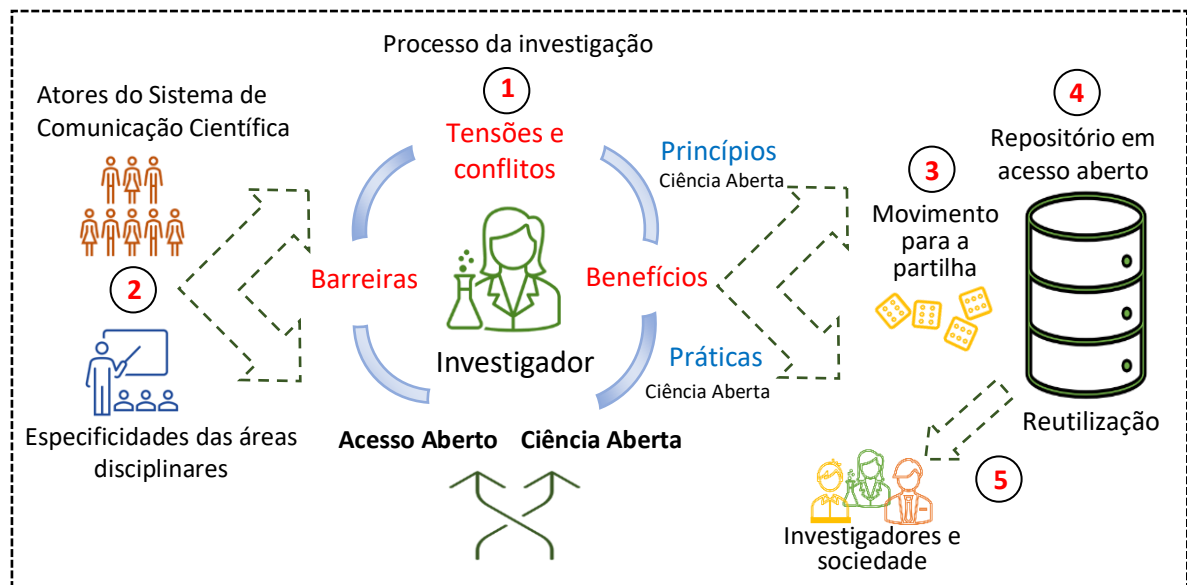 Processo da investigação
1
Tensões e
conflitos
Atores do Sistema de
Comunicação Científica
2
Especificidades das áreas
disciplinares
Barreiras
Investigador
Benefícios
Princípios
Ciência Aberta
Práticas
Ciência Aberta
Acesso Aberto
Ciência Aberta
3
Movimento
para a
partilha
4
Repositório em
acesso aberto
Reutilização
5
Investigadores e
sociedade